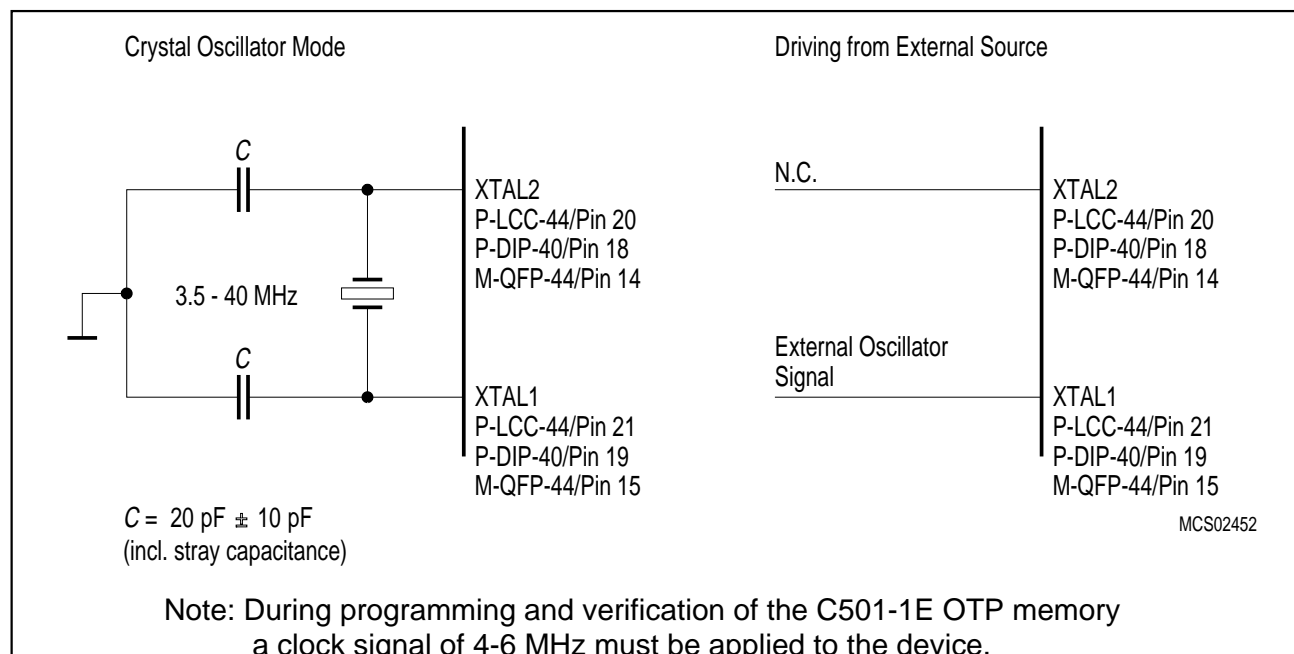 Crystal Oscillator Mode
C
3.5 - 40 MHz
C
XTAL2
P-LCC-44/Pin 20
P-DIP-40/Pin 18
M-QFP-44/Pin 14
XTAL1
P-LCC-44/Pin 21
P-DIP-40/Pin 19
M-QFP-44/Pin 15
C = 20 pF ± 10 pF
(incl. stray capacitance)
Driving from External Source
N.C.
XTAL2
P-LCC-44/Pin 20
P-DIP-40/Pin 18
M-QFP-44/Pin 14
External Oscillator
Signal
XTAL1
P-LCC-44/Pin 21
P-DIP-40/Pin 19
M-QFP-44/Pin 15
MCS02452
Note: During programming and verification of the C501-1E OTP memory
a clock signal of 4-6 MHz must be applied to the device.